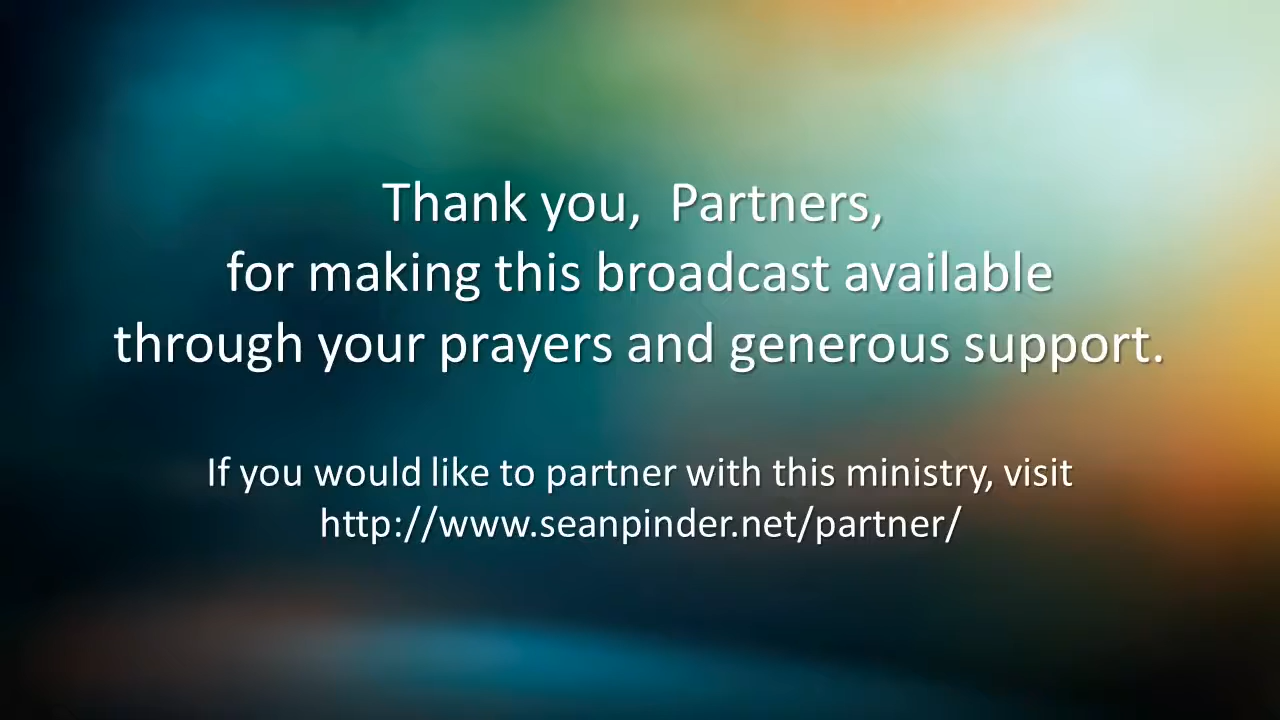 Thank you,  Partners,
for making this broadcast available
through your prayers and generous support.
If you would like to partner with this ministry, visit
http://www.seanpinder.net/partner/